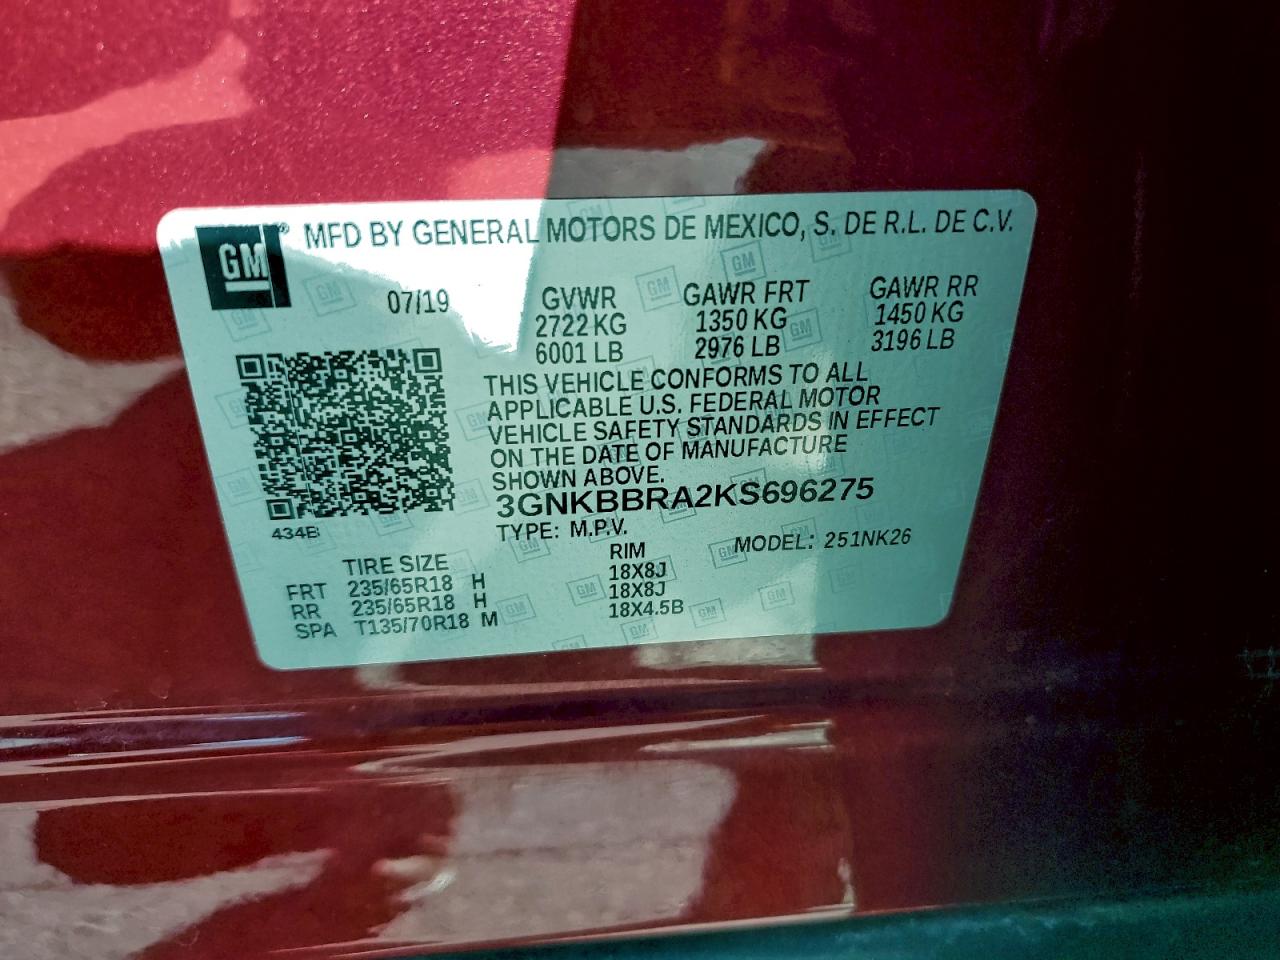 GM® MFD BY GENERAL MOTORS DE MEXICO, S. DE R.L. DE C.V.
07/19 GVWR GAWR FRT GAWR RR
2722 KG 1350 KG 1450 KG
6001 LB 2976 LB 3196 LB
THIS VEHICLE CONFORMS TO ALL
APPLICABLE U.S. FEDERAL MOTOR
VEHICLE SAFETY STANDARDS IN EFFECT
ON THE DATE OF MANUFACTURE
SHOWN ABOVE.
3GNKBBRA2KS696275
434B
TYPE: M.P.V. MODEL: 251NK26
TIRE SIZE RIM
FRT 235/65R18 H 18X8J
RR 235/65R18 H 18X8J
SPA T135/70R18 M 18X4.5B